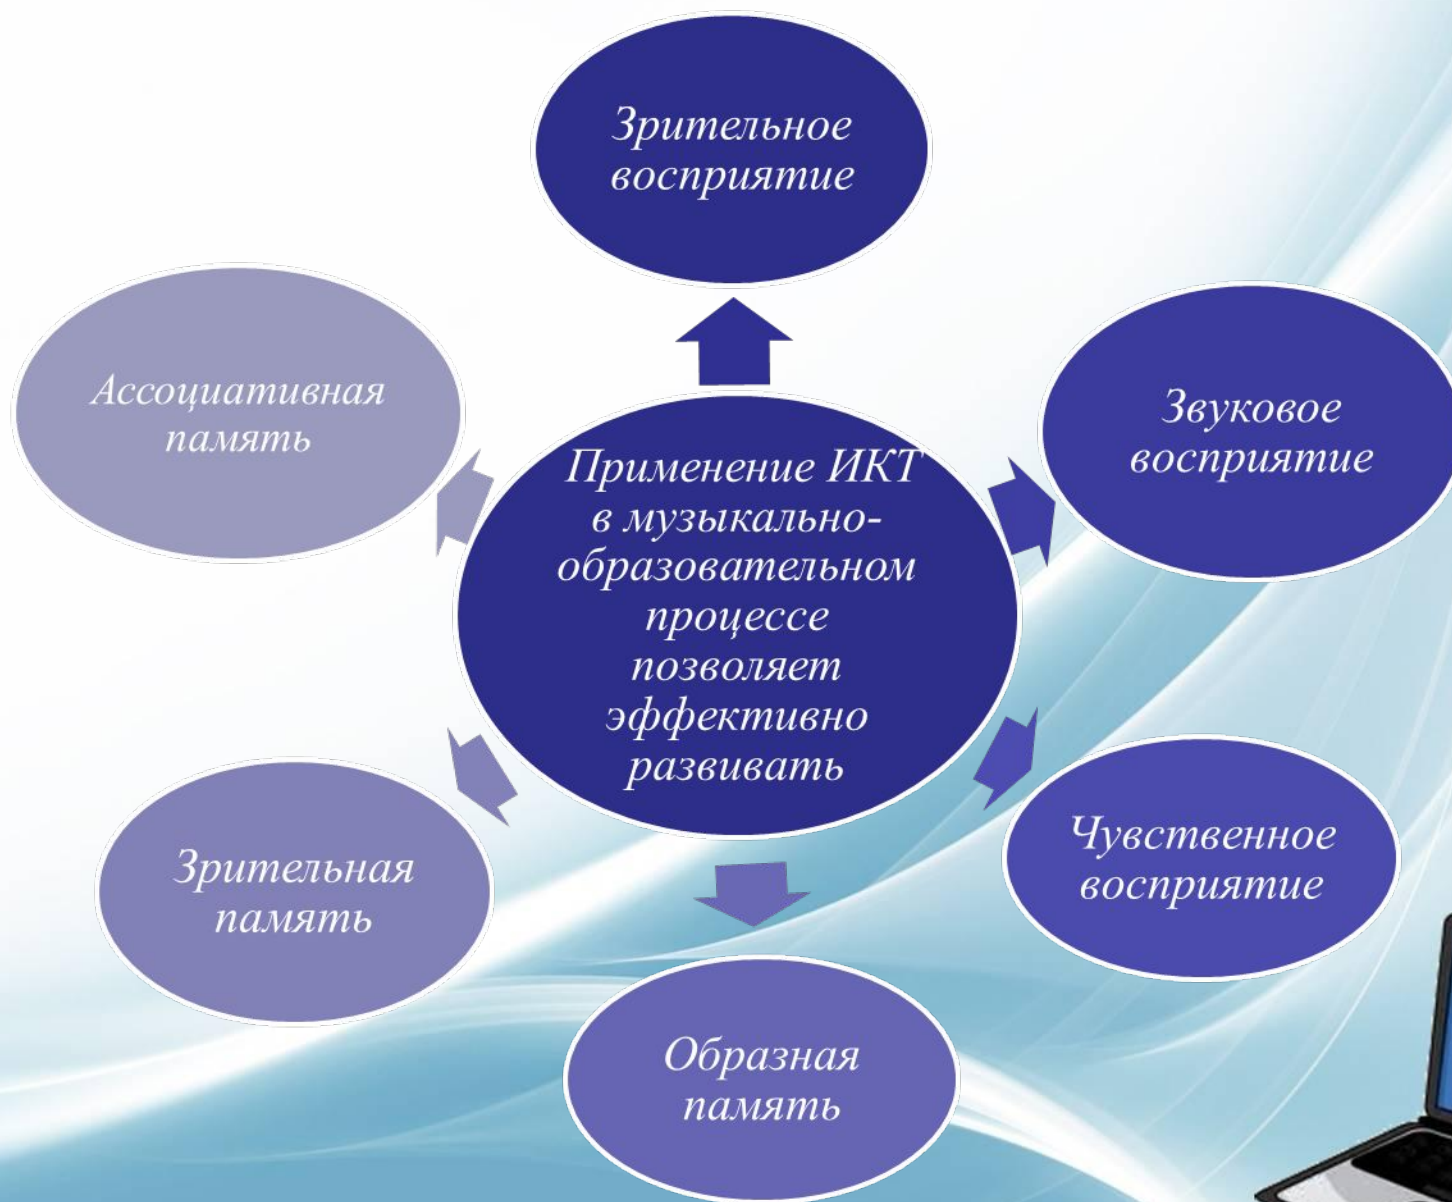 Зрительное
восприятие
Ассоциативная
память
Звуковое
восприятие
Применение ИКТ
в музыкально-
образовательном
процессе
позволяет
эффективно
развивать
Чувственное
восприятие
Зрительная
память
Образная
память